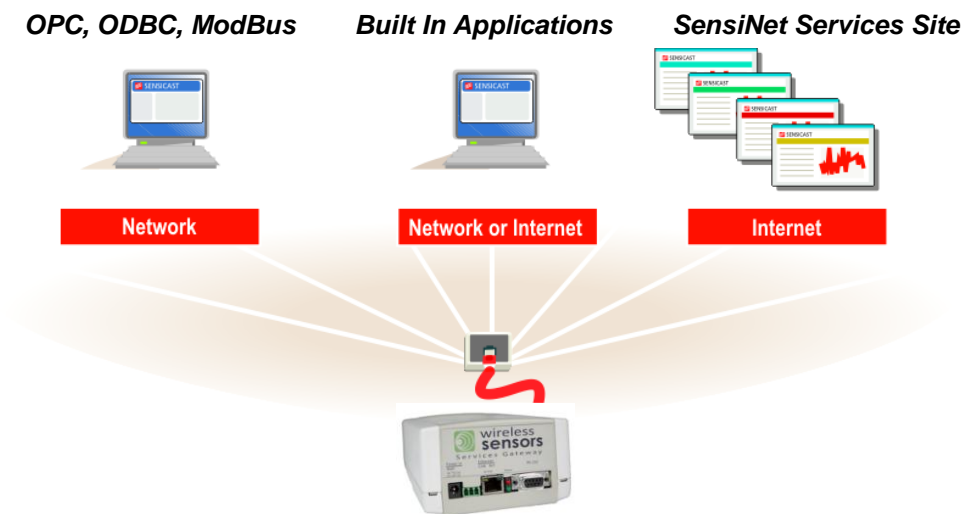 OPC, ODBC, ModBus
Built In Applications
SensiNet Services Site
SENSICAST
SENSICAST
SENSICAST
SENSICAST
SENSICAST
SENSICAST
Network
Network or Internet
Internet
wireless
sensors
Services Gateway